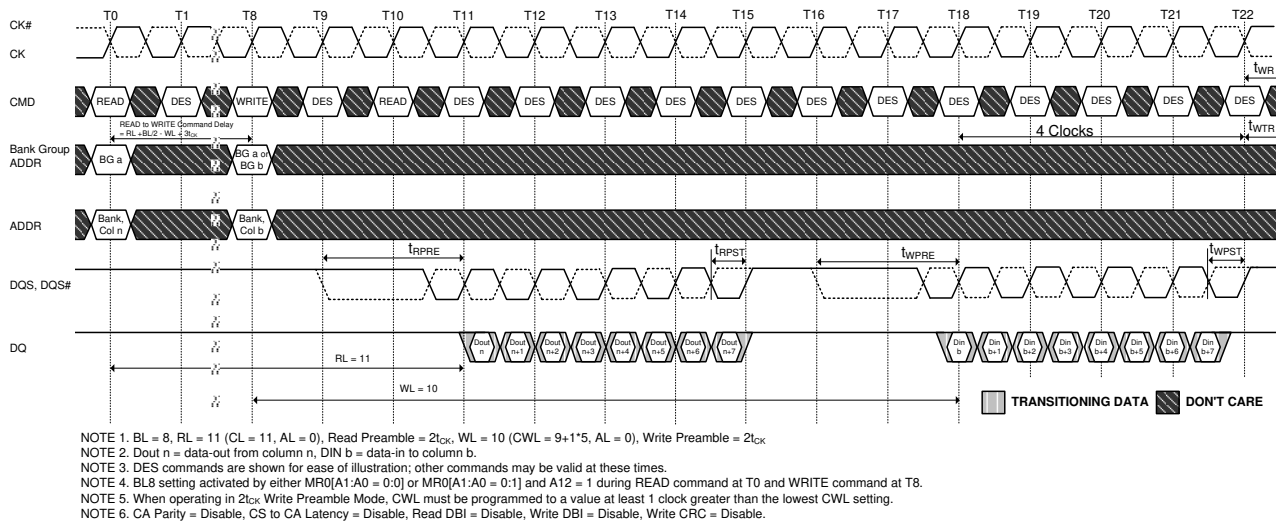 T0 T1 T8 T9 T10 T11 T12 T13 T14 T15 T16 T17 T18 T19 T20 T21 T22
CK#
CK
tWR
CMD READ DES WRITE DES READ DES DES DES DES DES DES DES DES DES DES DES DES
READ to WRITE Command Delay
= RL +BL/2 - WL + 3tCK
4 Clocks
tWTR
Bank Group
ADDR
BG a
BG a or
BG b
ADDR
Bank,
Col n
Bank,
Col b
tRPRE tRPST tWPRE tWPST
DQS, DQS#
DQ
Dout n Dout n+1 Dout n+2 Dout n+3 Dout n+4 Dout n+5 Dout n+6 Dout n+7 Din b Din b+1 Din b+2 Din b+3 Din b+4 Din b+5 Din b+6 Din b+7
RL = 11
WL = 10
TRANSITIONING DATA DON'T CARE
NOTE 1. BL = 8, RL = 11 (CL = 11, AL = 0), Read Preamble = 2tCK, WL = 10 (CWL = 9+1*5, AL = 0), Write Preamble = 2tCK
NOTE 2. Dout n = data-out from column n, DIN b = data-in to column b.
NOTE 3. DES commands are shown for ease of illustration; other commands may be valid at these times.
NOTE 4. BL8 setting activated by either MR0[A1:A0 = 0:0] or MR0[A1:A0 = 0:1] and A12 = 1 during READ command at T0 and WRITE command at T8.
NOTE 5. When operating in 2tCK Write Preamble Mode, CWL must be programmed to a value at least 1 clock greater than the lowest CWL setting.
NOTE 6. CA Parity = Disable, CS to CA Latency = Disable, Read DBI = Disable, Write DBI = Disable, Write CRC = Disable.